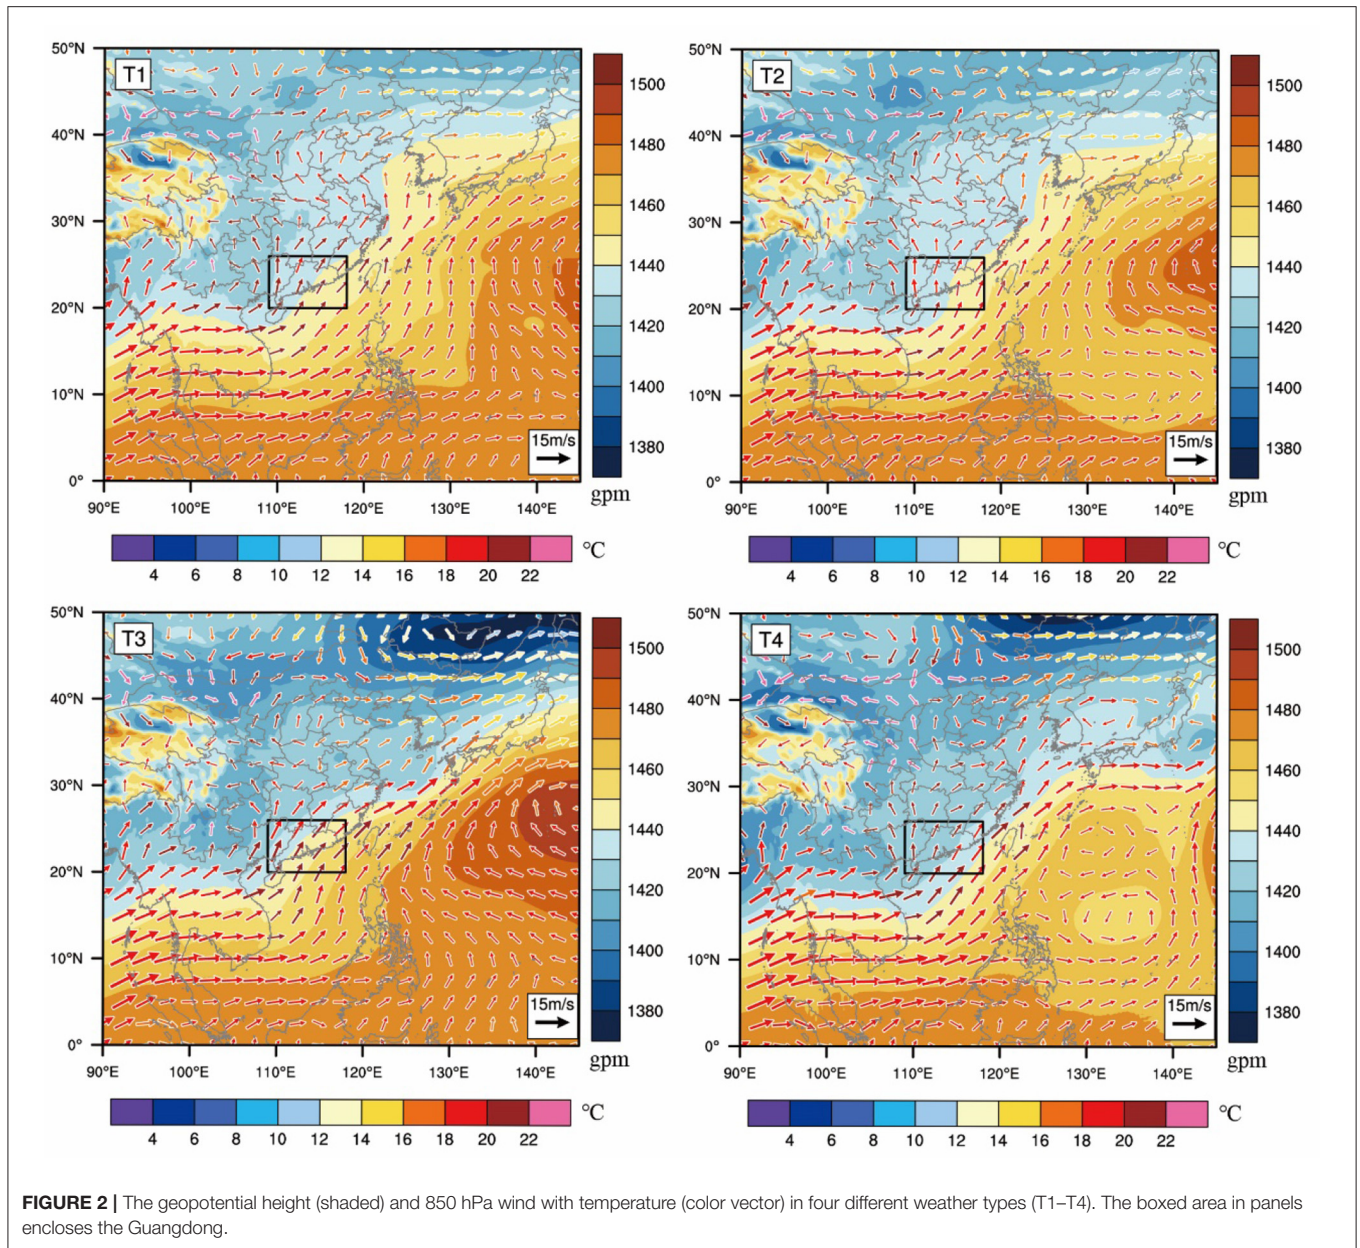 T1
50°N
40°N
30°N
20°N
10°N
0°
90°E 100°E 110°E 120°E 130°E 140°E
15m/s
1500
1480
1460
1440
1420
1400
1380
gpm
4 6 8 10 12 14 16 18 20 22
°C
T2
50°N
40°N
30°N
20°N
10°N
0°
90°E 100°E 110°E 120°E 130°E 140°E
15m/s
1500
1480
1460
1440
1420
1400
1380
gpm
4 6 8 10 12 14 16 18 20 22
°C
T3
50°N
40°N
30°N
20°N
10°N
0°
90°E 100°E 110°E 120°E 130°E 140°E
15m/s
1500
1480
1460
1440
1420
1400
1380
gpm
4 6 8 10 12 14 16 18 20 22
°C
T4
50°N
40°N
30°N
20°N
10°N
0°
90°E 100°E 110°E 120°E 130°E 140°E
15m/s
1500
1480
1460
1440
1420
1400
1380
gpm
4 6 8 10 12 14 16 18 20 22
°C
FIGURE 2 | The geopotential height (shaded) and 850 hPa wind with temperature (color vector) in four different weather types (T1–T4). The boxed area in panels
encloses the Guangdong.